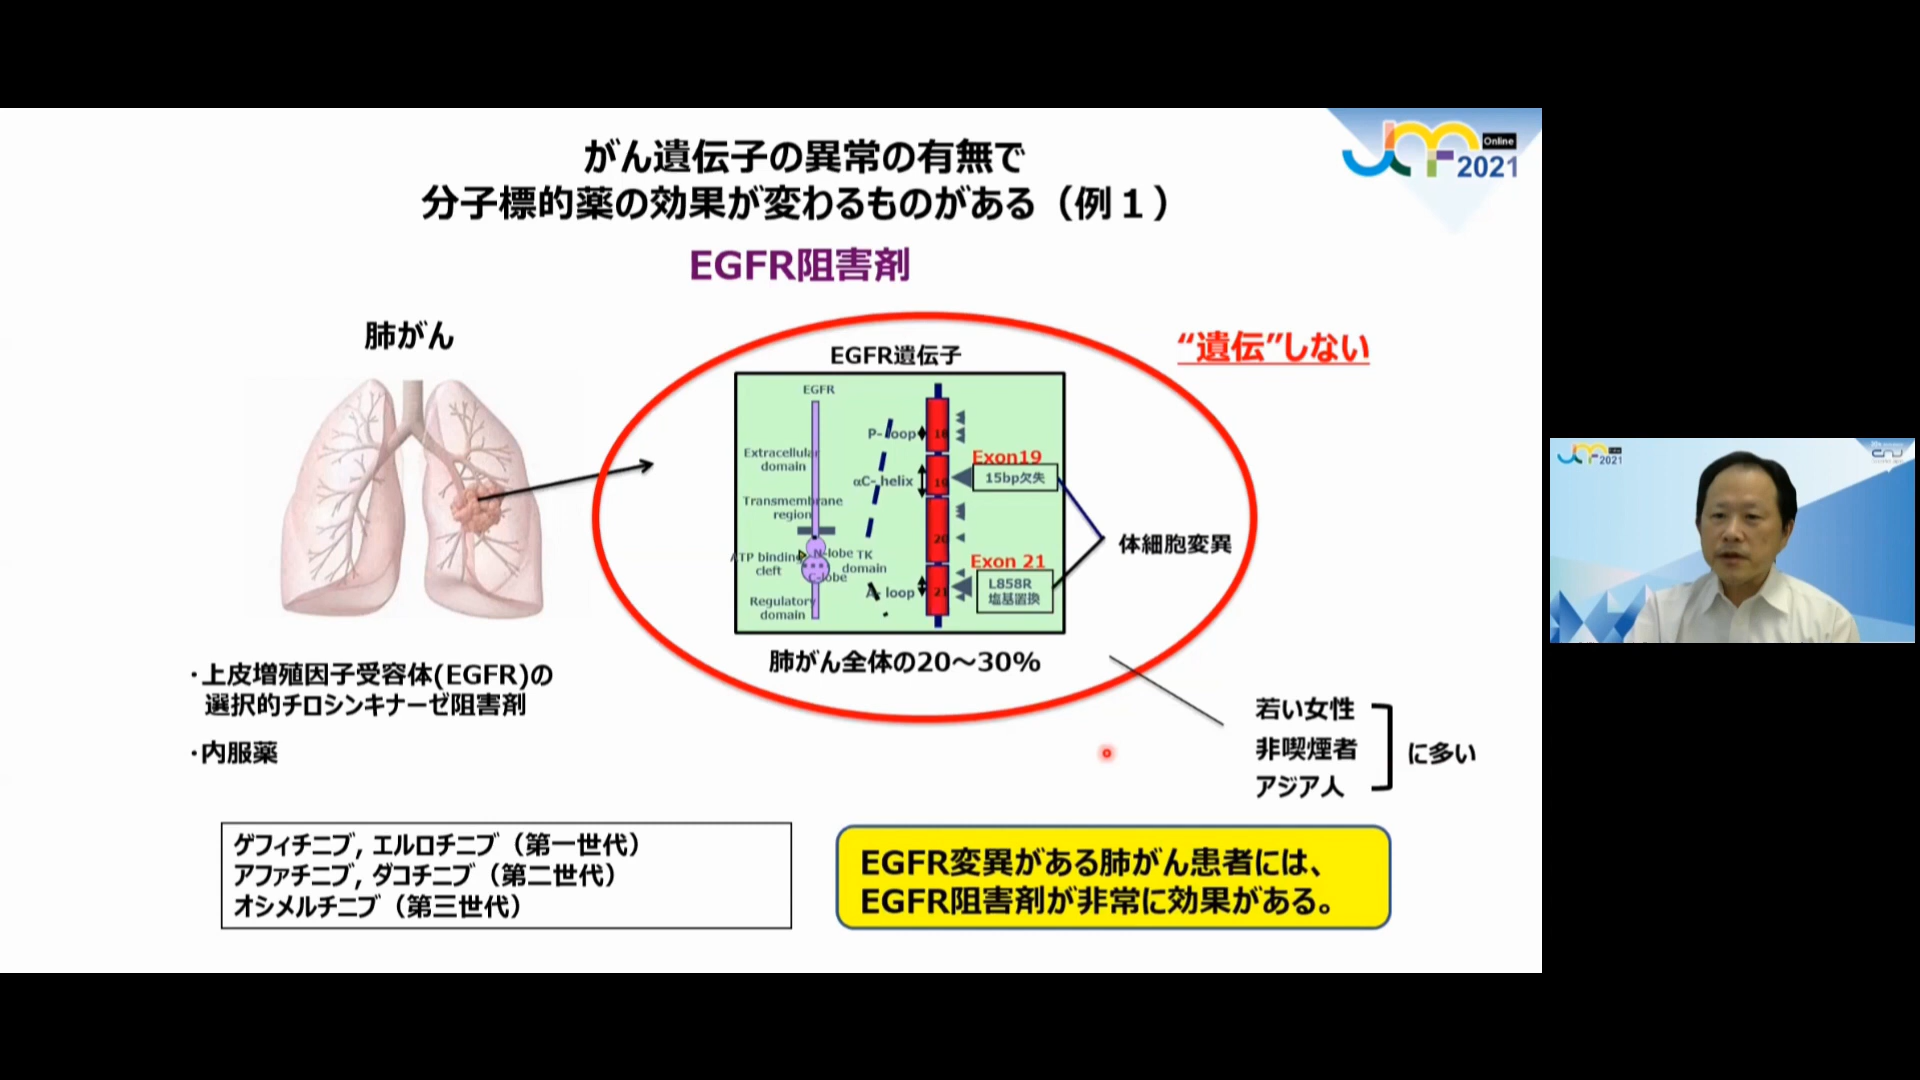 がん遺伝子の異常の有無で
分子標的薬の効果が変わるものがある（例１）
Online
JCMF 2021
EGFR阻害剤
肺がん
“遺伝”しない
EGFR遺伝子
EGFR
P-loop
18
Exon19
Extracellular
domain
αC-helix
19
15bp欠失
Transmembrane
region
20
体細胞変異
ATP binding
cleft
N-lobe
TK
domain
C-lobe
Exon 21
A-loop
21
L858R
塩基置換
Regulatory
domain
肺がん全体の20～30%
・上皮増殖因子受容体(EGFR)の
選択的チロシンキナーゼ阻害剤
・内服薬
若い女性
非喫煙者
アジア人
に多い
ゲフィチニブ, エルロチニブ（第一世代）
アファチニブ, ダコチニブ（第二世代）
オシメルチニブ（第三世代）
EGFR変異がある肺がん患者には、
EGFR阻害剤が非常に効果がある。
2021